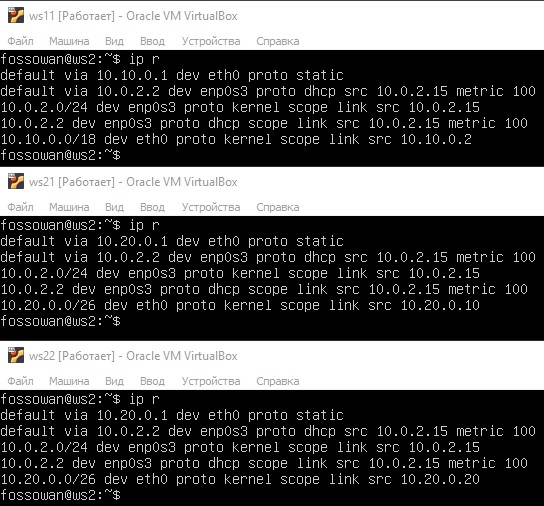 ws11 [Работает] - Oracle VM VirtualBox
Файл Машина Вид Ввод Устройства Справка
fossowan@ws2:~$ ip r
default via 10.10.0.1 dev eth0 proto static
default via 10.0.2.2 dev enp0s3 proto dhcp src 10.0.2.15 metric 100
10.0.2.0/24 dev enp0s3 proto kernel scope link src 10.0.2.15
10.0.2.2 dev enp0s3 proto dhcp scope link src 10.0.2.15 metric 100
10.10.0.0/18 dev eth0 proto kernel scope link src 10.10.0.2
fossowan@ws2:~$
ws21 [Работает] - Oracle VM VirtualBox
Файл Машина Вид Ввод Устройства Справка
fossowan@ws2:~$ ip r
default via 10.20.0.1 dev eth0 proto static
default via 10.0.2.2 dev enp0s3 proto dhcp src 10.0.2.15 metric 100
10.0.2.0/24 dev enp0s3 proto kernel scope link src 10.0.2.15
10.0.2.2 dev enp0s3 proto dhcp scope link src 10.0.2.15 metric 100
10.20.0.0/26 dev eth0 proto kernel scope link src 10.20.0.10
fossowan@ws2:~$
ws22 [Работает] - Oracle VM VirtualBox
Файл Машина Вид Ввод Устройства Справка
fossowan@ws2:~$ ip r
default via 10.20.0.1 dev eth0 proto static
default via 10.0.2.2 dev enp0s3 proto dhcp src 10.0.2.15 metric 100
10.0.2.0/24 dev enp0s3 proto kernel scope link src 10.0.2.15
10.0.2.2 dev enp0s3 proto dhcp scope link src 10.0.2.15 metric 100
10.20.0.0/26 dev eth0 proto kernel scope link src 10.20.0.20
fossowan@ws2:~$